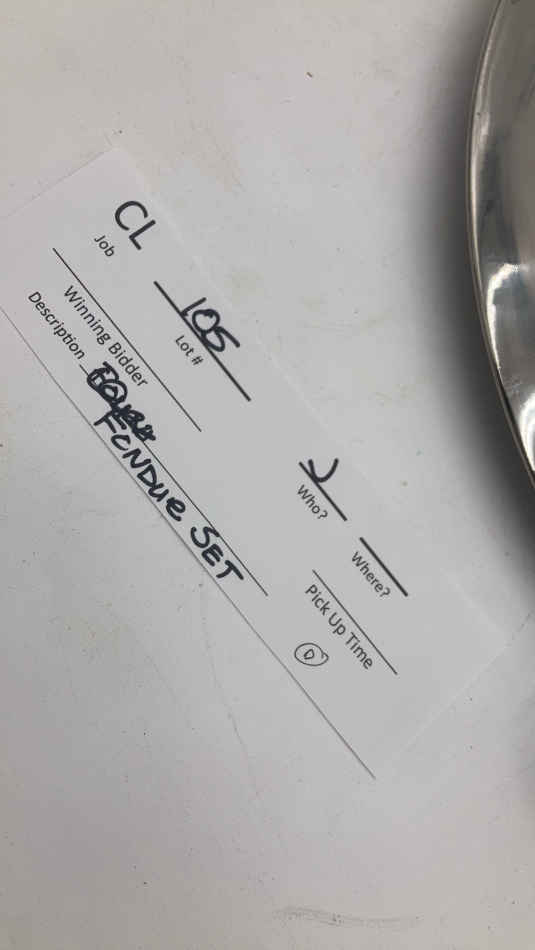 CL
Job
105
Lot #
Winning Bidder
Description
FONDUE SET
Who?
Where?
Pick Up Time
D